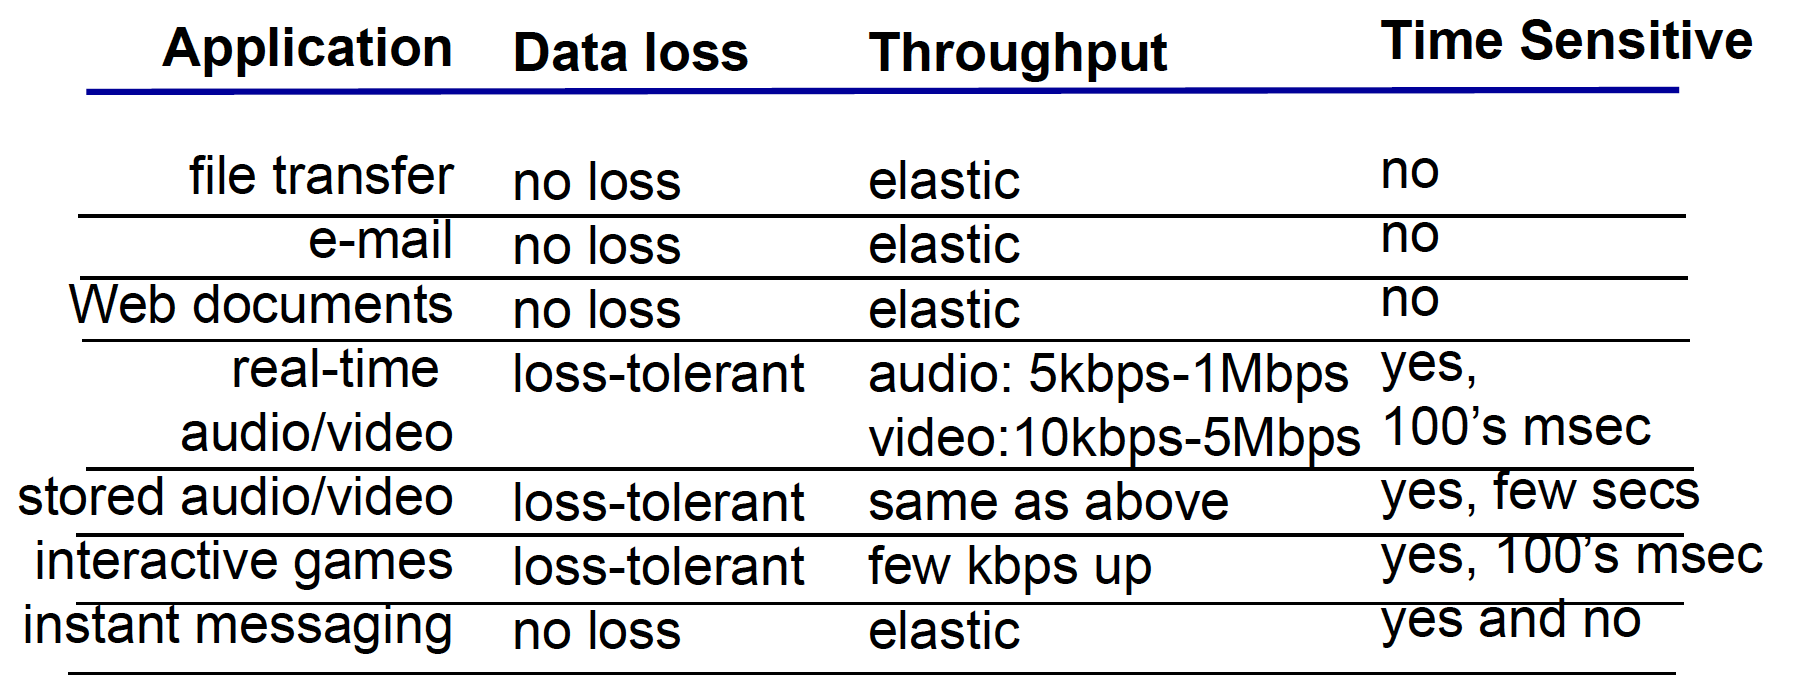 Application Data loss Throughput Time Sensitive
file transfer no loss elastic no
e-mail no loss elastic no
Web documents no loss elastic no
real-time loss-tolerant audio: 5kbps-1Mbps yes,
audio/video video:10kbps-5Mbps 100’s msec
stored audio/video loss-tolerant same as above yes, few secs
interactive games loss-tolerant few kbps up yes, 100’s msec
instant messaging no loss elastic yes and no